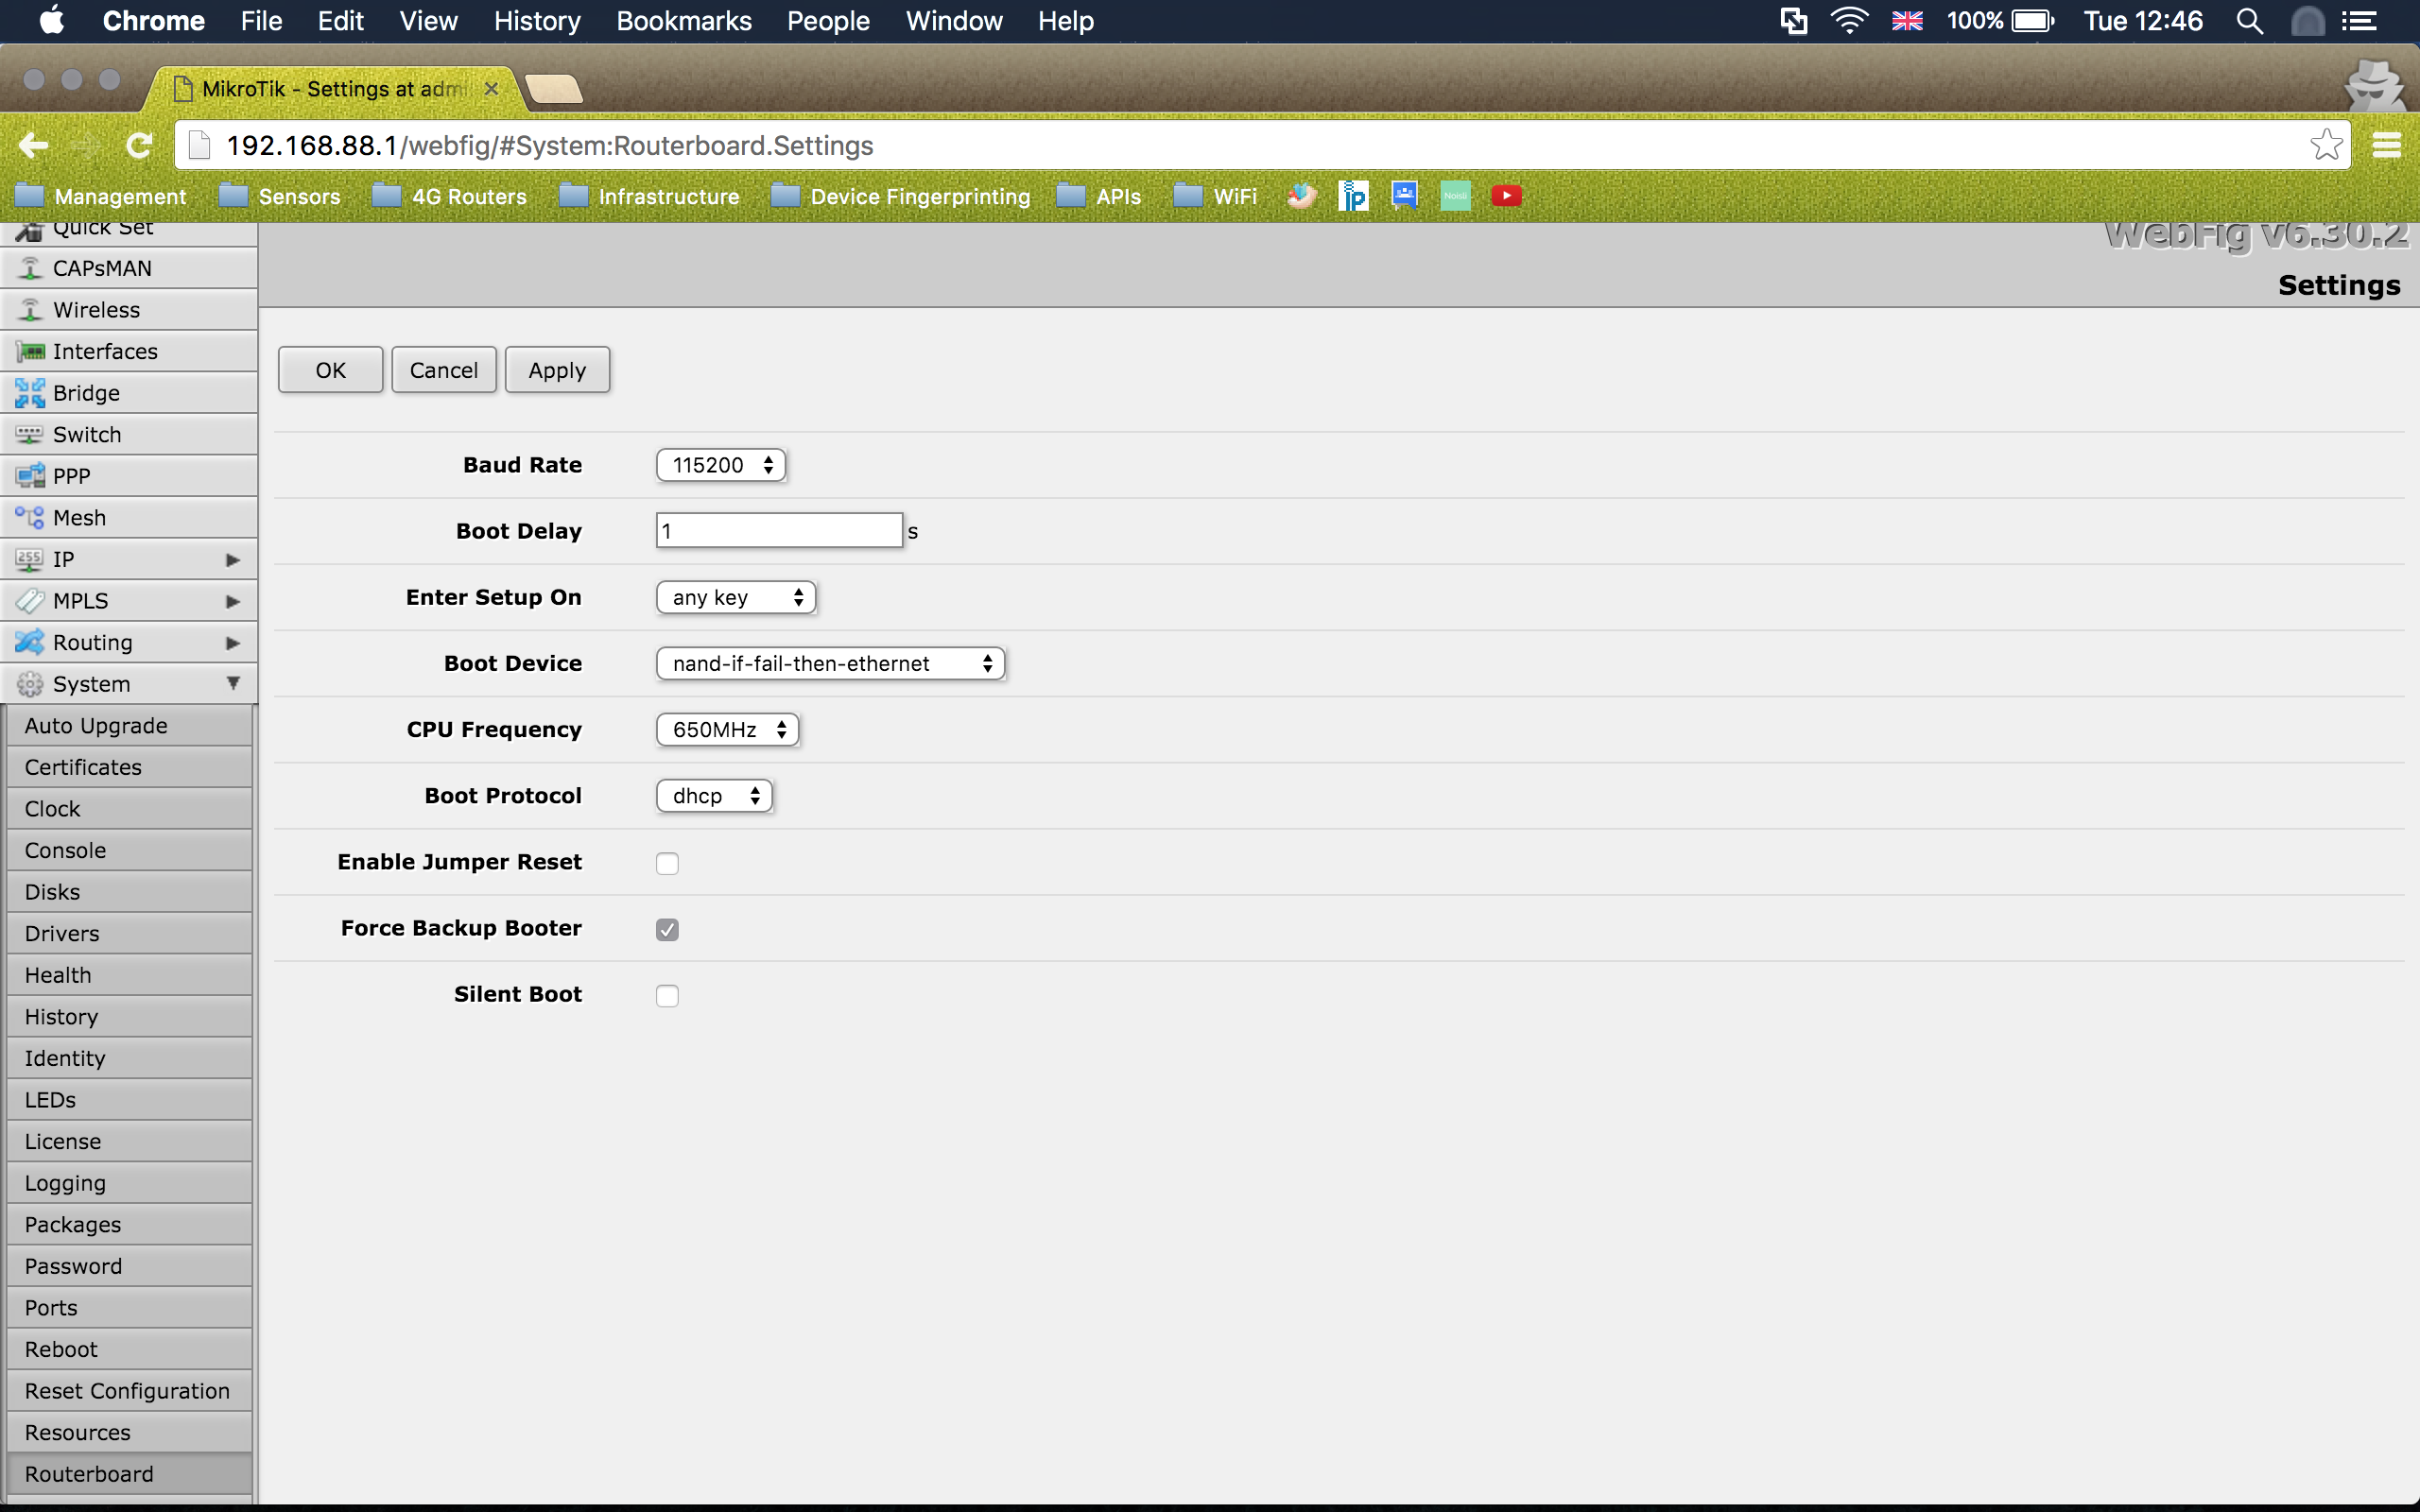 Chrome File Edit View History Bookmarks People Window Help 100% Tue 12:46
MikroTik - Settings at admi
192.168.88.1/webfig/#System:Routerboard.Settings
Management Sensors 4G Routers Infrastructure Device Fingerprinting APIs WiFi ip Noisli
Quick Set
WebFig v6.30.2
CAPsMAN
Settings
Wireless
Interfaces
OK Cancel Apply
Bridge
Switch
Baud Rate 115200
PPP
Mesh
Boot Delay 1 s
255 IP
MPLS
Enter Setup On any key
Routing
Boot Device nand-if-fail-then-ethernet
System
Auto Upgrade
CPU Frequency 650MHz
Certificates
Boot Protocol dhcp
Clock
Console
Enable Jumper Reset
Disks
Drivers
Force Backup Booter
Health
Silent Boot
History
Identity
LEDs
License
Logging
Packages
Password
Ports
Reboot
Reset Configuration
Resources
Routerboard